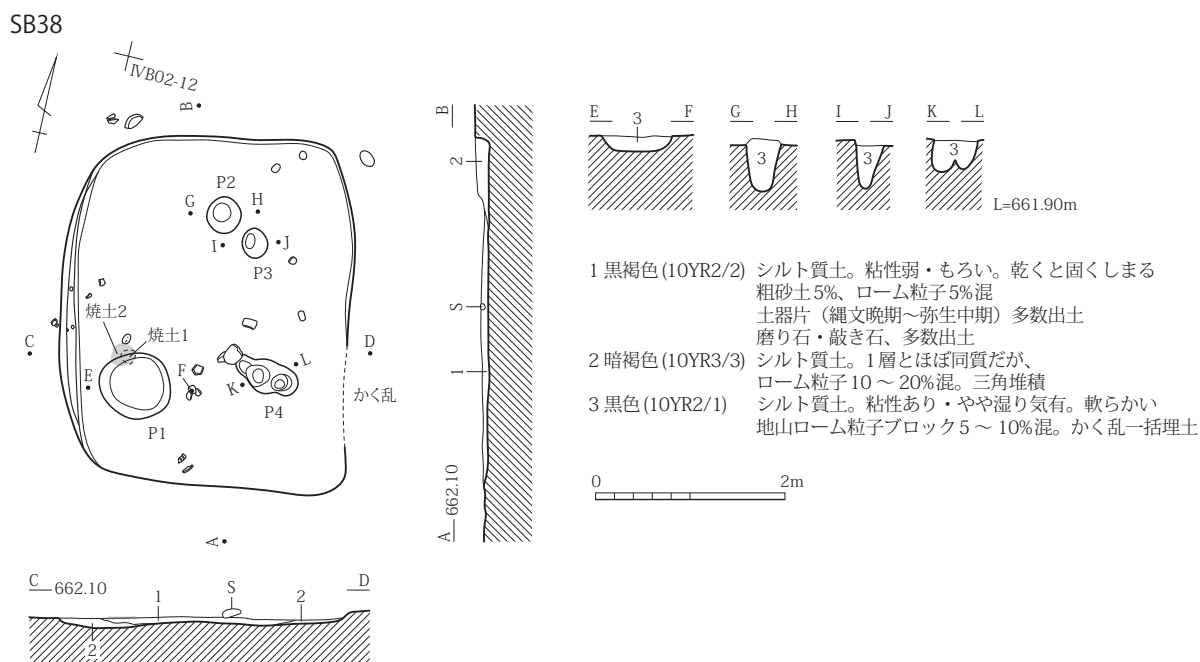 SB38
ⅣB02-12
B
P2
G
H
I
J
P3
焼土2
焼土1
C
D
E
F
K
L
P4
P1
かく乱
A
B
2
S
1
A 662.10
C 662.10
1
S
2
D
2
E 3 F
G H
3
I J
3
K L
3
L=661.90m
1 黒褐色(10YR2/2) シルト質土。粘性弱・もろい。乾くと固くしまる
粗砂土5%、ローム粒子5%混
土器片（縄文晩期～弥生中期）多数出土
磨り石・敲き石、多数出土
2 暗褐色(10YR3/3) シルト質土。1層とほぼ同質だが、
ローム粒子10～20%混。三角堆積
3 黒色(10YR2/1) シルト質土。粘性あり・やや湿り気有。軟らかい
地山ローム粒子ブロック5～10%混。かく乱一括埋土
0 2m